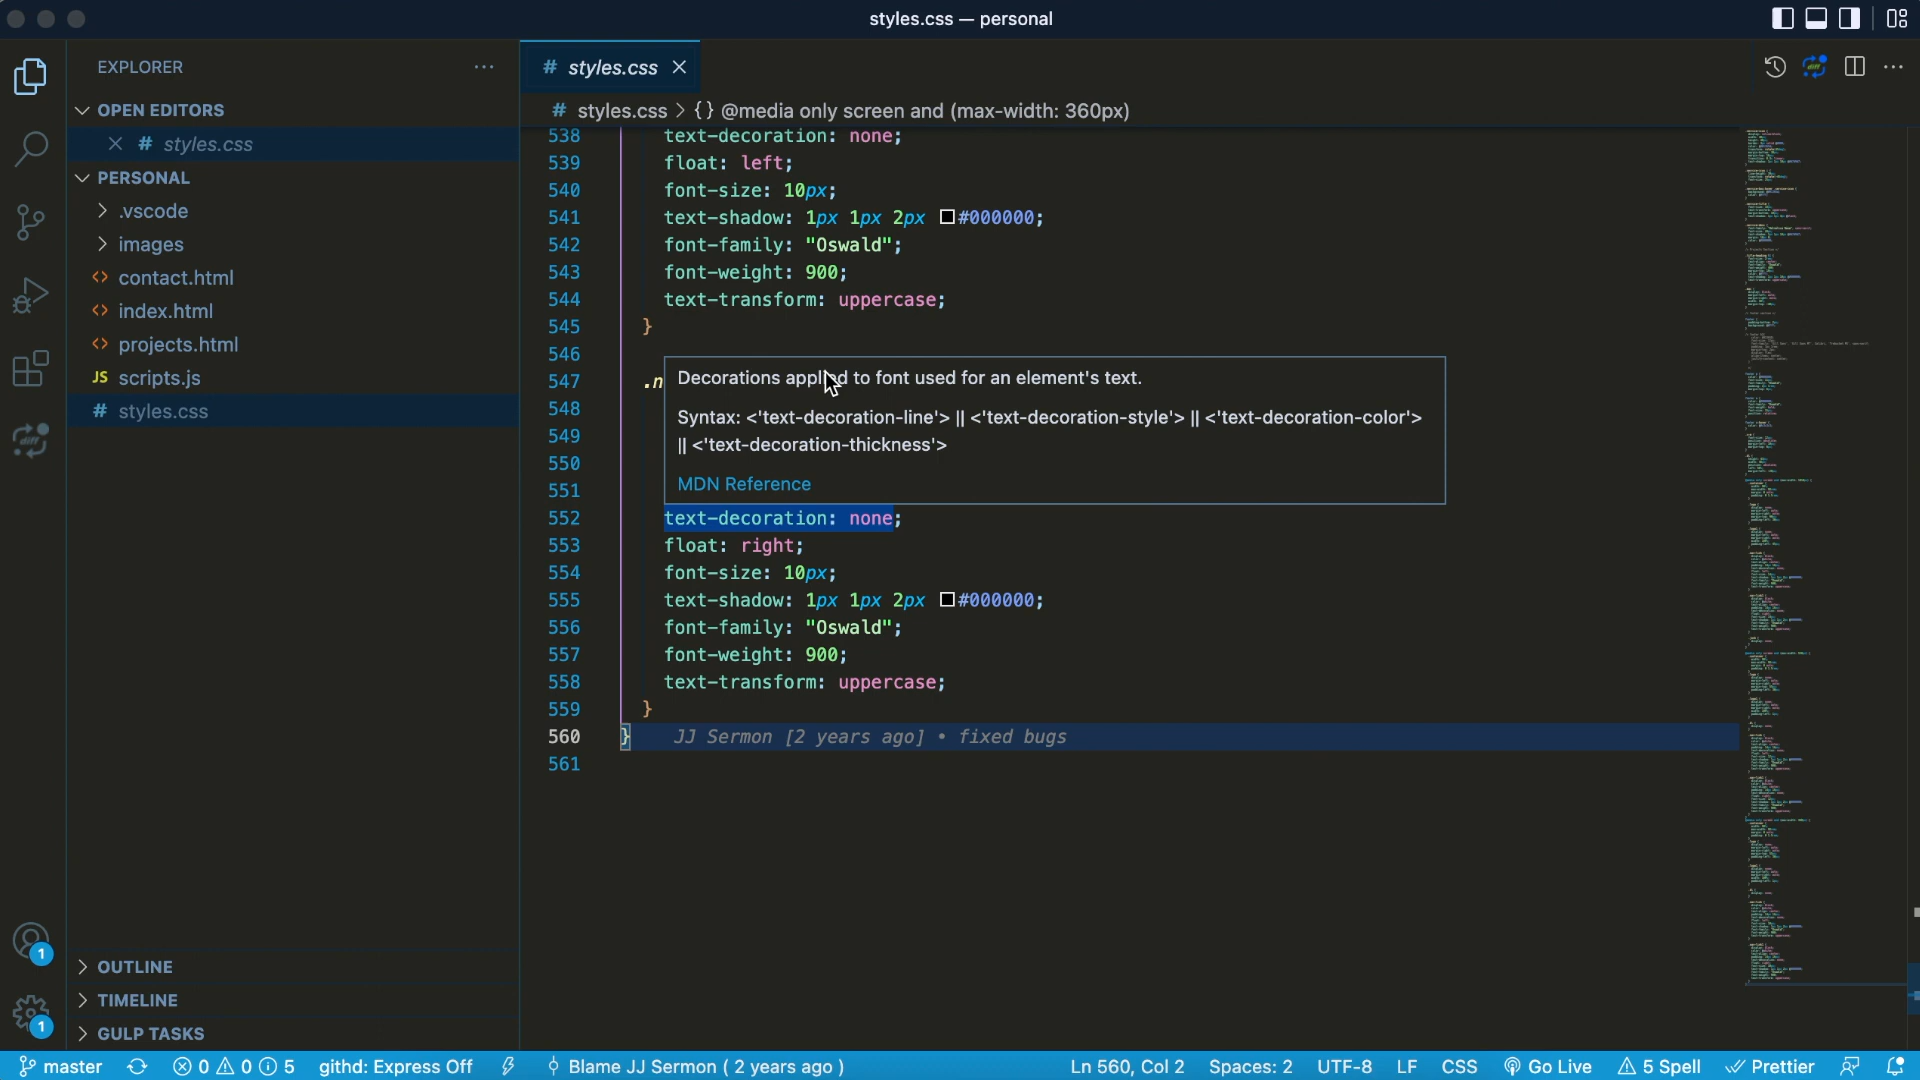 styles.css — personal
EXPLORER
OPEN EDITORS
# styles.css
PERSONAL
.vscode
images
<> contact.html
<> index.html
<> projects.html
JS scripts.js
# styles.css
OUTLINE
TIMELINE
GULP TASKS
1
1
# styles.css
# styles.css > {} @media only screen and (max-width: 360px)
538 text-decoration: none;
539 float: left;
540 font-size: 10px;
541 text-shadow: 1px 1px 2px #000000;
542 font-family: "Oswald";
543 font-weight: 900;
544 text-transform: uppercase;
545 }
546
547 .n
Decorations applied to font used for an element's text.
548
Syntax: <'text-decoration-line'> || <'text-decoration-style'> || <'text-decoration-color'>
549
|| <'text-decoration-thickness'>
550
MDN Reference
551
552 text-decoration: none;
553 float: right;
554 font-size: 10px;
555 text-shadow: 1px 1px 2px #000000;
556 font-family: "Oswald";
557 font-weight: 900;
558 text-transform: uppercase;
559 }
560 } JJ Sermon [2 years ago] • fixed bugs
561
master 0 0 5 githd: Express Off Blame JJ Sermon ( 2 years ago ) Ln 560, Col 2 Spaces: 2 UTF-8 LF CSS Go Live 5 Spell Prettier